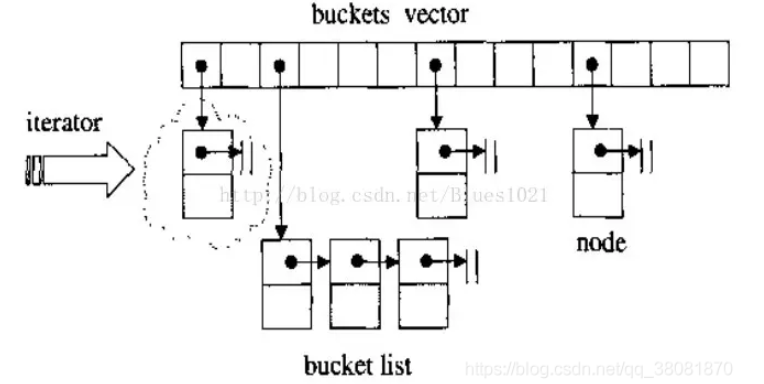 buckets vector
iterator
http://blog.csdn.net/Blues1021
node
bucket list
https://blog.csdn.net/qq_38081870